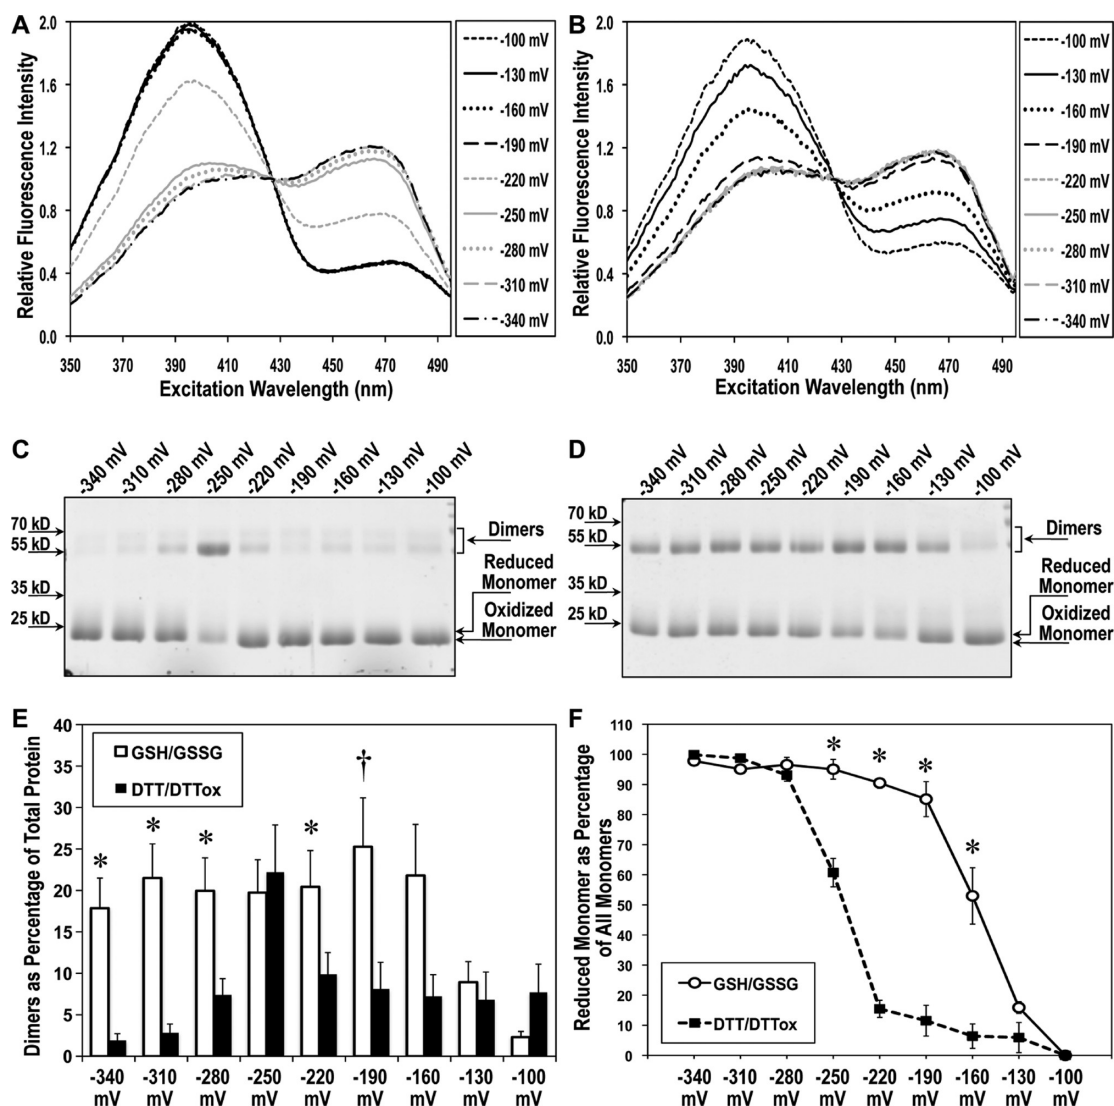 A
Relative Fluorescence Intensity
2.0
1.6
1.2
0.8
0.4
0.0
350
370
390
410
430
450
470
490
Excitation Wavelength (nm)
-100 mV
-130 mV
-160 mV
-190 mV
-220 mV
-250 mV
-280 mV
-310 mV
-340 mV
B
Relative Fluorescence Intensity
2.0
1.6
1.2
0.8
0.4
0.0
350
370
390
410
430
450
470
490
Excitation Wavelength (nm)
-100 mV
-130 mV
-160 mV
-190 mV
-220 mV
-250 mV
-280 mV
-310 mV
-340 mV
C
-340 mV
-310 mV
-280 mV
-250 mV
-220 mV
-190 mV
-160 mV
-130 mV
-100 mV
70 kD
55 kD
35 kD
25 kD
Dimers
Reduced
Monomer
Oxidized
Monomer
D
-340 mV
-310 mV
-280 mV
-250 mV
-220 mV
-190 mV
-160 mV
-130 mV
-100 mV
70 kD
55 kD
35 kD
25 kD
Dimers
Reduced
Monomer
Oxidized
Monomer
E
Dimers as Percentage of Total Protein
40
35
30
25
20
15
10
5
0
GSH/GSSG
DTT/DTTox
*
*
*
*
†
-340 mV
-310 mV
-280 mV
-250 mV
-220 mV
-190 mV
-160 mV
-130 mV
-100 mV
F
Reduced Monomer as Percentage
of All Monomers
110
100
90
80
70
60
50
40
30
20
10
0
*
*
*
*
GSH/GSSG
DTT/DTTox
-340 mV
-310 mV
-280 mV
-250 mV
-220 mV
-190 mV
-160 mV
-130 mV
-100 mV